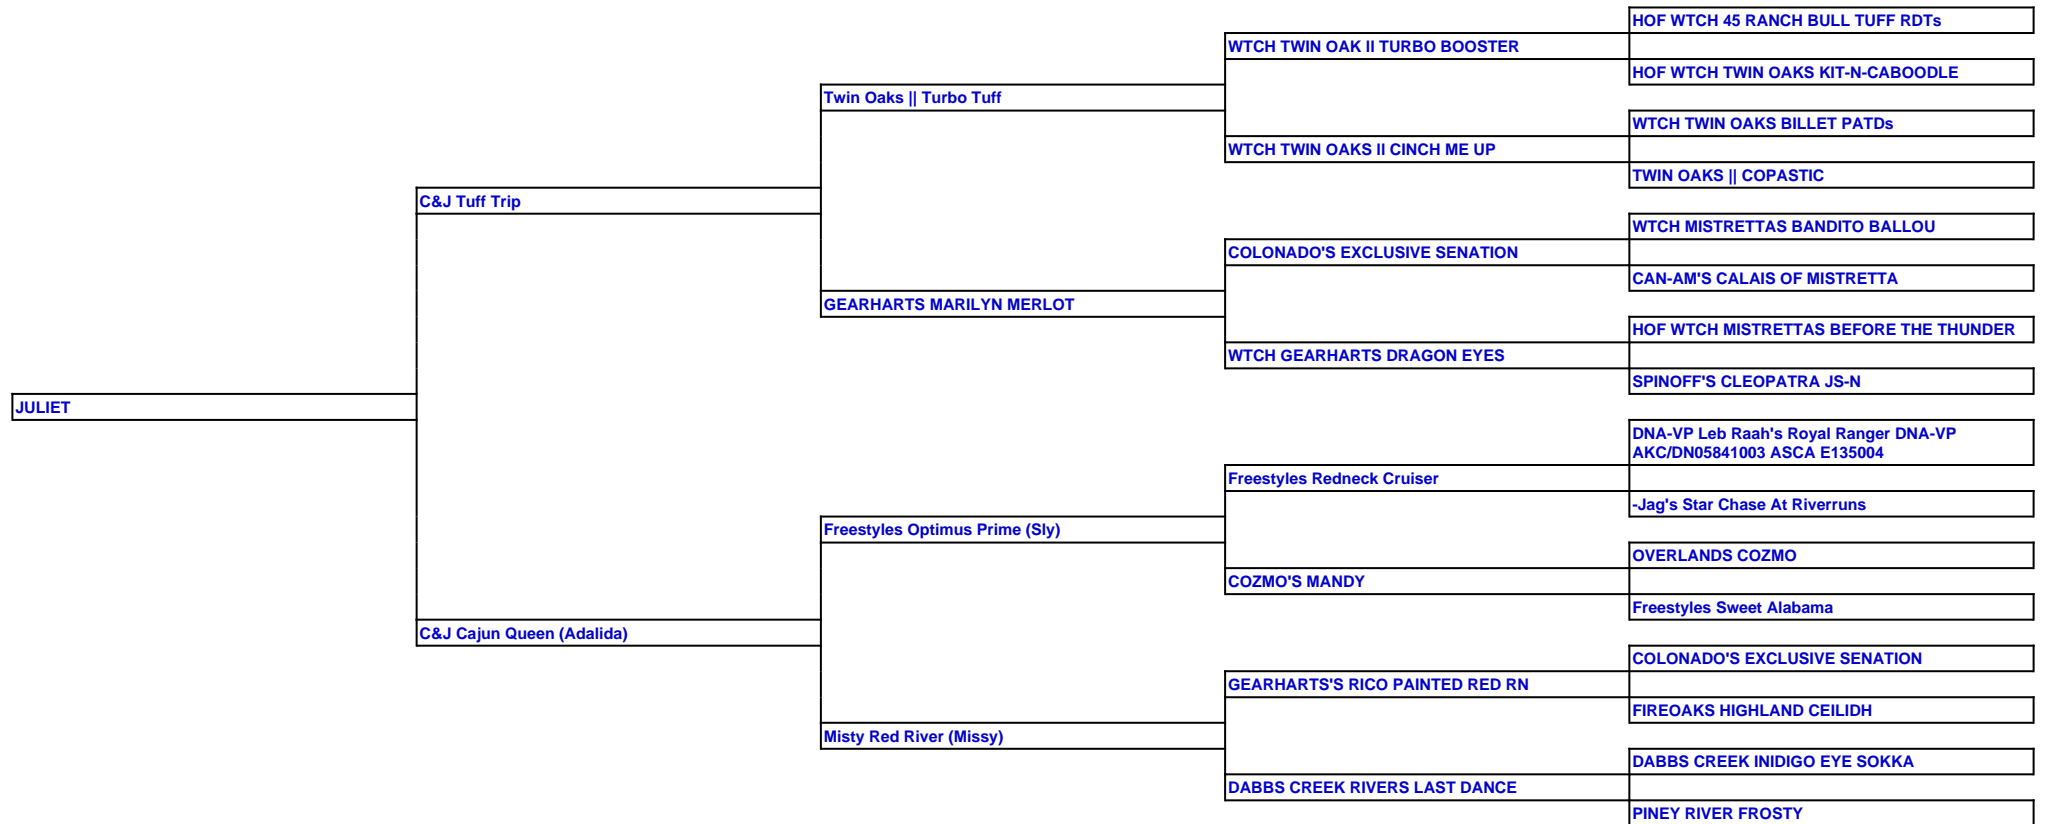 HOF WTCH 45 RANCH BULL TUFF RDTs
WTCH TWIN OAK II TURBO BOOSTER
HOF WTCH TWIN OAKS KIT-N-CABOODLE
Twin Oaks || Turbo Tuff
WTCH TWIN OAKS BILLET PATDs
WTCH TWIN OAKS II CINCH ME UP
TWIN OAKS || COPASTIC
C&J Tuff Trip
WTCH MISTRETTAS BANDITO BALLOU
COLONADO'S EXCLUSIVE SENATION
CAN-AM'S CALAIS OF MISTRETTA
GEARHARTS MARILYN MERLOT
HOF WTCH MISTRETTAS BEFORE THE THUNDER
WTCH GEARHARTS DRAGON EYES
SPINOFF'S CLEOPATRA JS-N
JULIET
DNA-VP Leb Raah's Royal Ranger DNA-VP
AKC/DN05841003 ASCA E135004
Freestyles Redneck Cruiser
-Jag's Star Chase At Riverruns
Freestyles Optimus Prime (Sly)
OVERLANDS COZMO
COZMO'S MANDY
Freestyles Sweet Alabama
C&J Cajun Queen (Adalida)
COLONADO'S EXCLUSIVE SENATION
GEARHARTS'S RICO PAINTED RED RN
FIREOAKS HIGHLAND CEILIDH
Misty Red River (Missy)
DABBS CREEK INIDIGO EYE SOKKA
DABBS CREEK RIVERS LAST DANCE
PINEY RIVER FROSTY